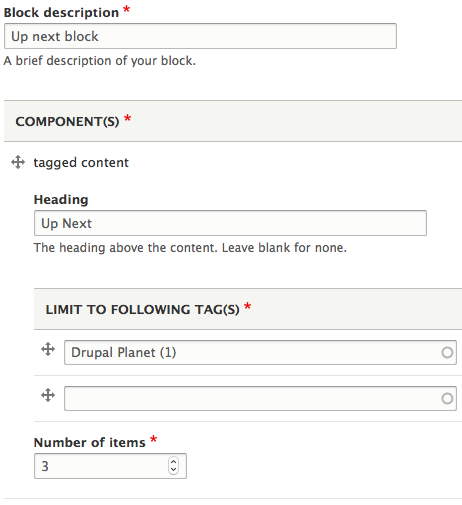 Block description *
Up next block
A brief description of your block.
COMPONENT(S) *
tagged content
Heading
Up Next
The heading above the content. Leave blank for none.
LIMIT TO FOLLOWING TAG(S) *
Drupal Planet (1)
Number of items *
3